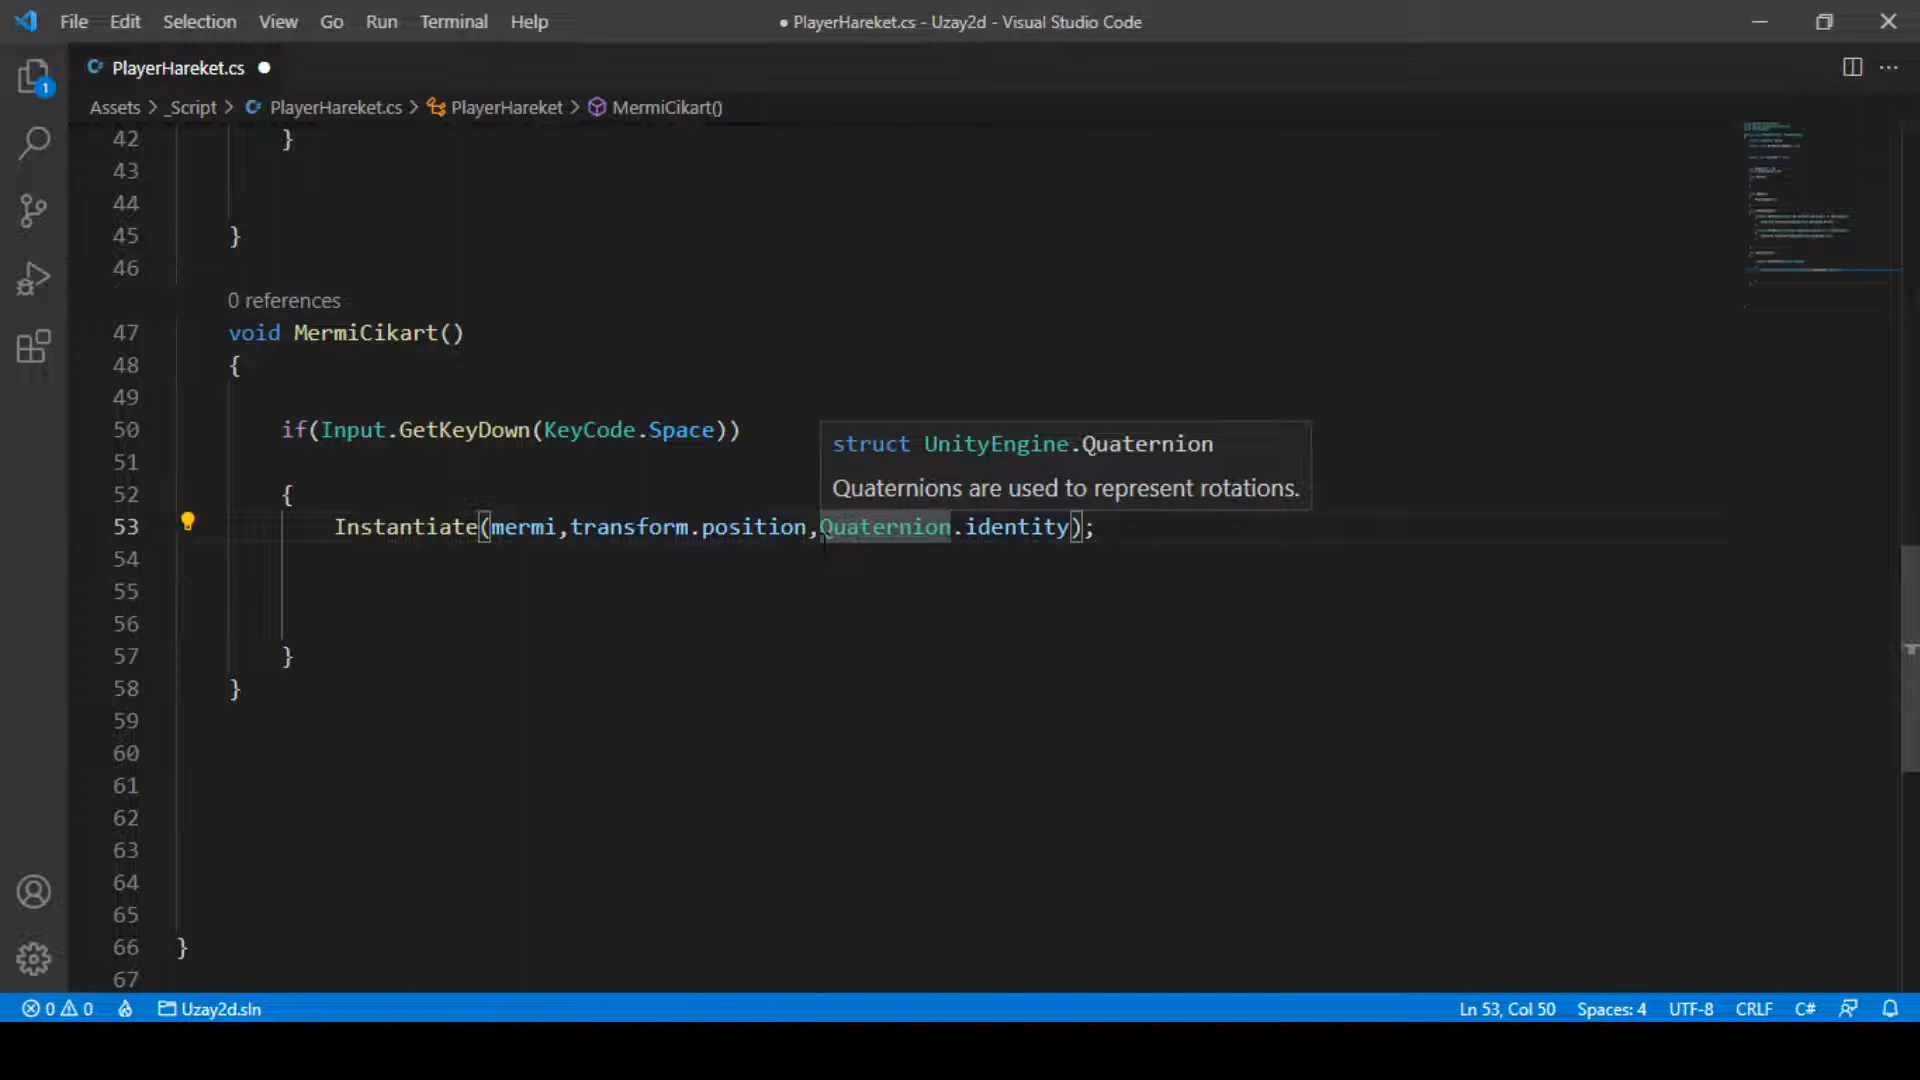 File Edit Selection View Go Run Terminal Help
● PlayerHareket.cs - Uzay2d - Visual Studio Code
PlayerHareket.cs ●
Assets > _Script > PlayerHareket.cs > PlayerHareket > MermiCikart()
1
42 }
43
44
45 }
46
0 references
47 void MermiCikart()
48 {
49
50 if(Input.GetKeyDown(KeyCode.Space))
struct UnityEngine.Quaternion
51
Quaternions are used to represent rotations.
52 {
53 Instantiate(mermi,transform.position,Quaternion.identity);
54
55
56
57 }
58 }
59
60
61
62
63
64
65
66 }
67
0 0 Uzay2d.sln Ln 53, Col 50 Spaces: 4 UTF-8 CRLF C#